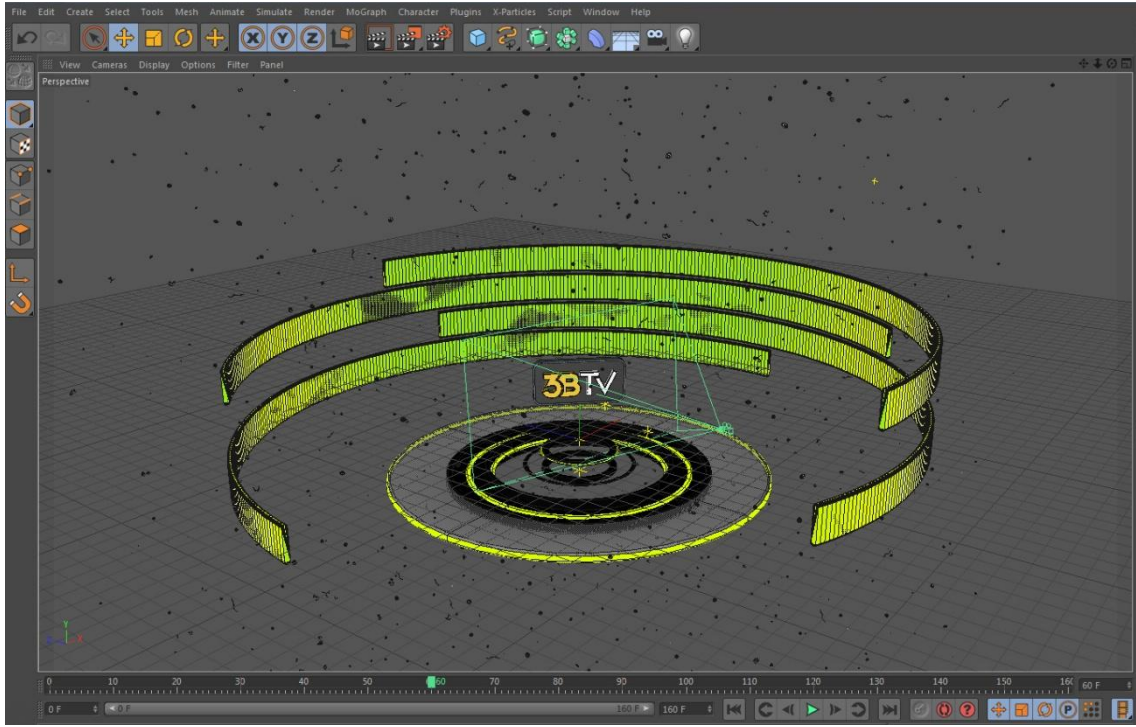 File Edit Create Select Tools Mesh Animate Simulate Render MoGraph Character Plugins X-Particles Script Window Help
X Y Z
View Cameras Display Options Filter Panel
Perspective
3BTV
Y
X
0 10 20 30 40 50 60 70 80 90 100 110 120 130 140 150 160 60 F
0 F 0 F 160 F 160 F ? P